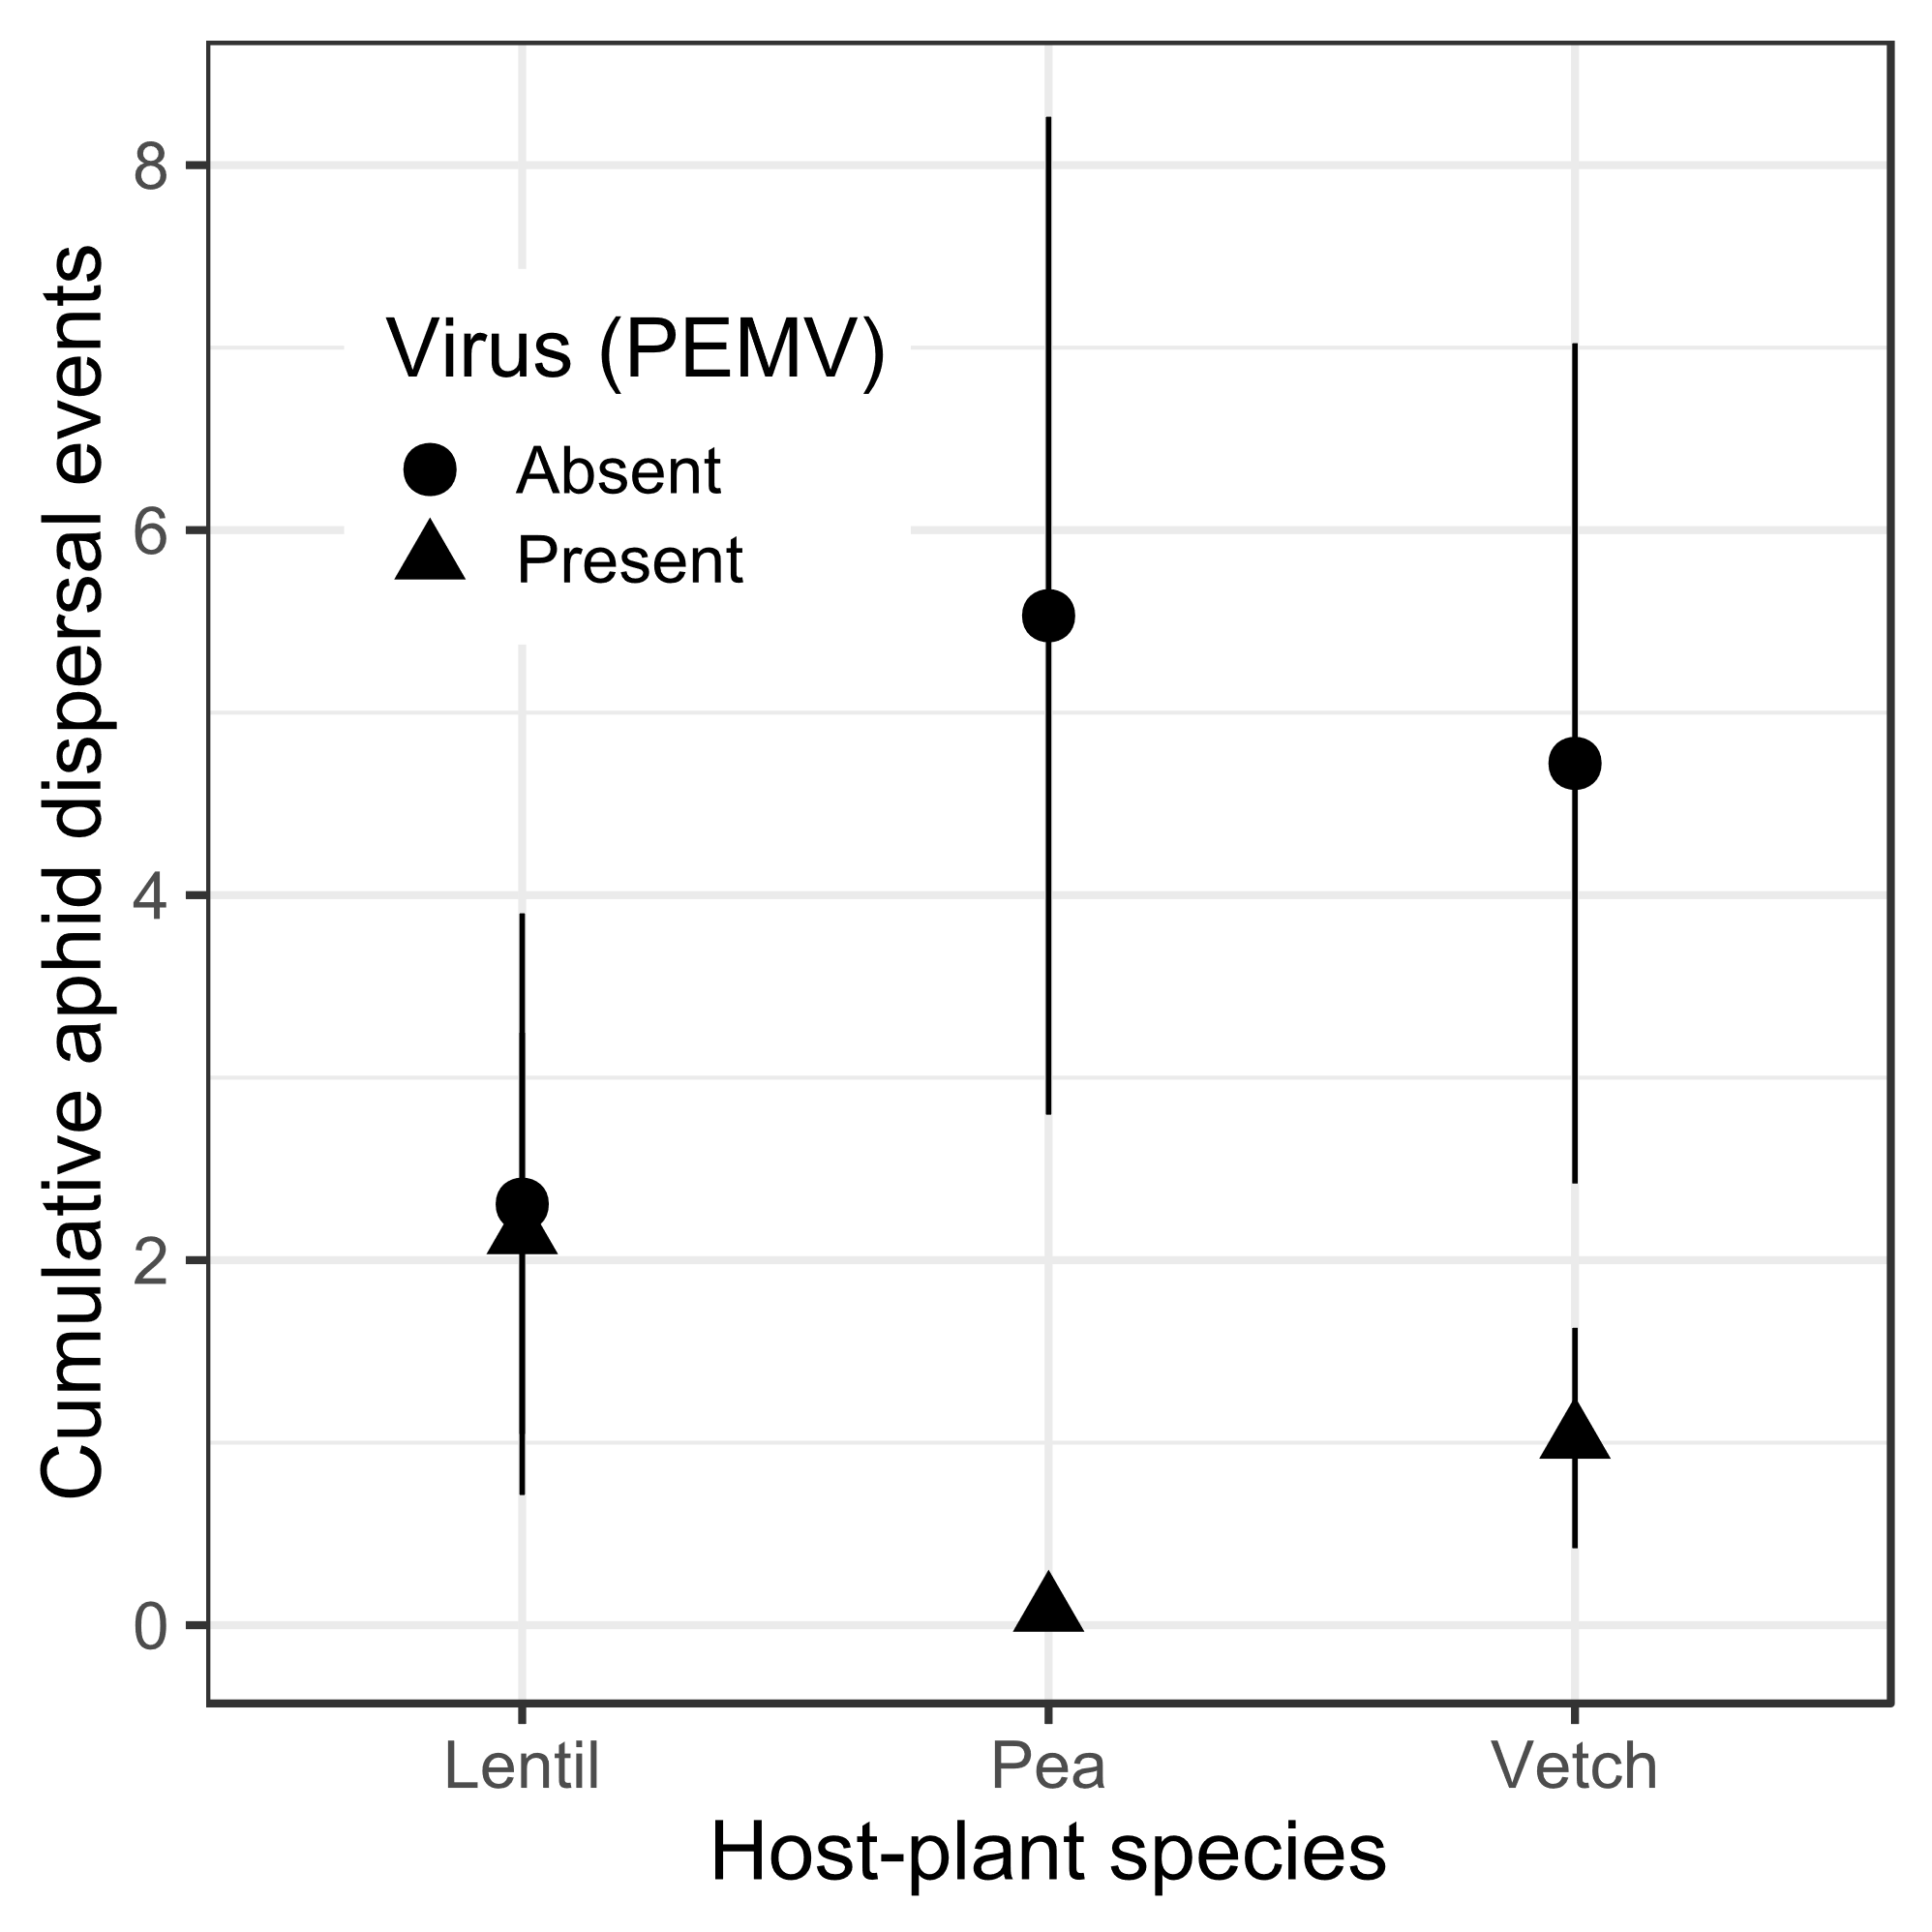 Cumulative aphid dispersal events
8
6
4
2
0
Virus (PEMV)
Absent
Present
Lentil
Pea
Vetch
Host-plant species